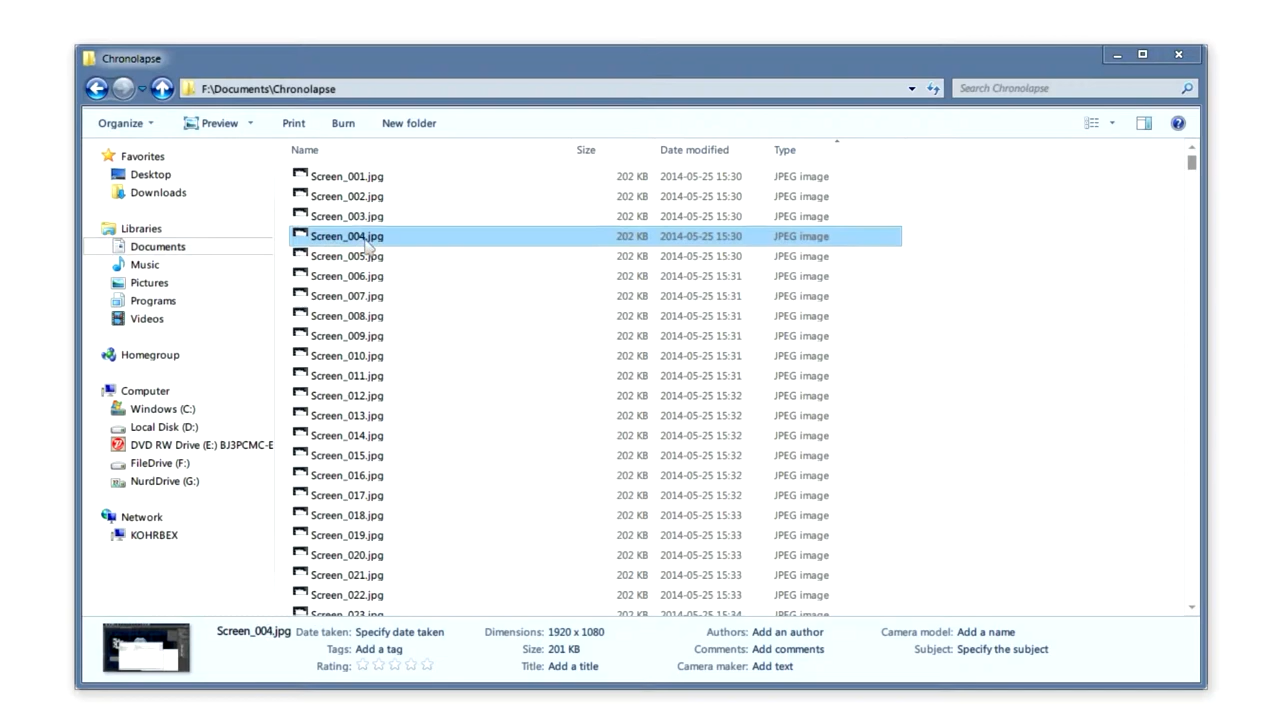 Chronolapse
F:\Documents\Chronolapse
Search Chronolapse
Organize Preview Print Burn New folder
Favorites
Desktop
Downloads
Libraries
Documents
Music
Pictures
Programs
Videos
Homegroup
Computer
Windows (C:)
Local Disk (D:)
DVD RW Drive (E:) BJ3PCMC-E
FileDrive (F:)
NurdDrive (G:)
Network
KOHRBEX
Name Size Date modified Type
Screen_001.jpg 202 KB 2014-05-25 15:30 JPEG image
Screen_002.jpg 202 KB 2014-05-25 15:30 JPEG image
Screen_003.jpg 202 KB 2014-05-25 15:30 JPEG image
Screen_004.jpg 202 KB 2014-05-25 15:30 JPEG image
Screen_005.jpg 202 KB 2014-05-25 15:30 JPEG image
Screen_006.jpg 202 KB 2014-05-25 15:31 JPEG image
Screen_007.jpg 202 KB 2014-05-25 15:31 JPEG image
Screen_008.jpg 202 KB 2014-05-25 15:31 JPEG image
Screen_009.jpg 202 KB 2014-05-25 15:31 JPEG image
Screen_010.jpg 202 KB 2014-05-25 15:31 JPEG image
Screen_011.jpg 202 KB 2014-05-25 15:31 JPEG image
Screen_012.jpg 202 KB 2014-05-25 15:32 JPEG image
Screen_013.jpg 202 KB 2014-05-25 15:32 JPEG image
Screen_014.jpg 202 KB 2014-05-25 15:32 JPEG image
Screen_015.jpg 202 KB 2014-05-25 15:32 JPEG image
Screen_016.jpg 202 KB 2014-05-25 15:32 JPEG image
Screen_017.jpg 202 KB 2014-05-25 15:32 JPEG image
Screen_018.jpg 202 KB 2014-05-25 15:33 JPEG image
Screen_019.jpg 202 KB 2014-05-25 15:33 JPEG image
Screen_020.jpg 202 KB 2014-05-25 15:33 JPEG image
Screen_021.jpg 202 KB 2014-05-25 15:33 JPEG image
Screen_022.jpg 202 KB 2014-05-25 15:33 JPEG image
Screen_023.jpg 202 KB 2014-05-25 15:34 JPEG image
Screen_004.jpg Date taken: Specify date taken Dimensions: 1920 x 1080 Authors: Add an author Camera model: Add a name
Tags: Add a tag Size: 201 KB Comments: Add comments Subject: Specify the subject
Rating: Title: Add a title Camera maker: Add text